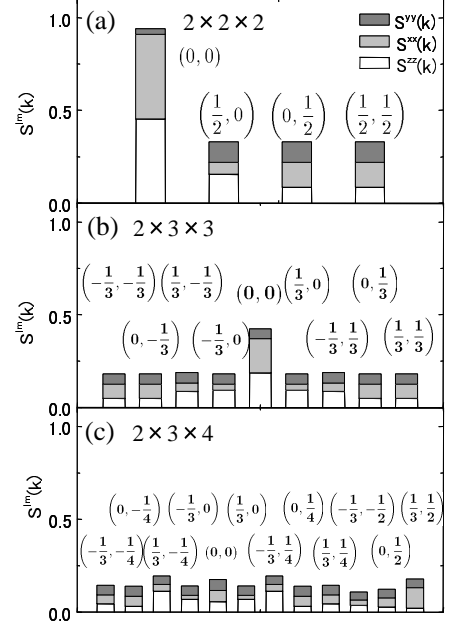 (a) 2×2×2
S^yy(k)
S^xx(k)
S^zz(k)
S^lm(k)
1.0
0.5
0.0
(0, 0)
(1/2, 0) (0, 1/2) (1/2, 1/2)
(b) 2×3×3
S^lm(k)
1.0
0.5
0.0
(-1/3, -1/3) (1/3, -1/3) (0, 0) (1/3, 0) (0, 1/3)
(0, -1/3) (-1/3, 0) (-1/3, 1/3) (1/3, 1/3)
(c) 2×3×4
S^lm(k)
1.0
0.5
0.0
(0, -1/4) (-1/3, 0) (1/3, 0) (0, 1/4) (-1/3, -1/2) (1/3, 1/2)
(-1/3, -1/4) (1/3, -1/4) (0, 0) (-1/3, 1/4) (1/3, 1/4) (0, 1/2)